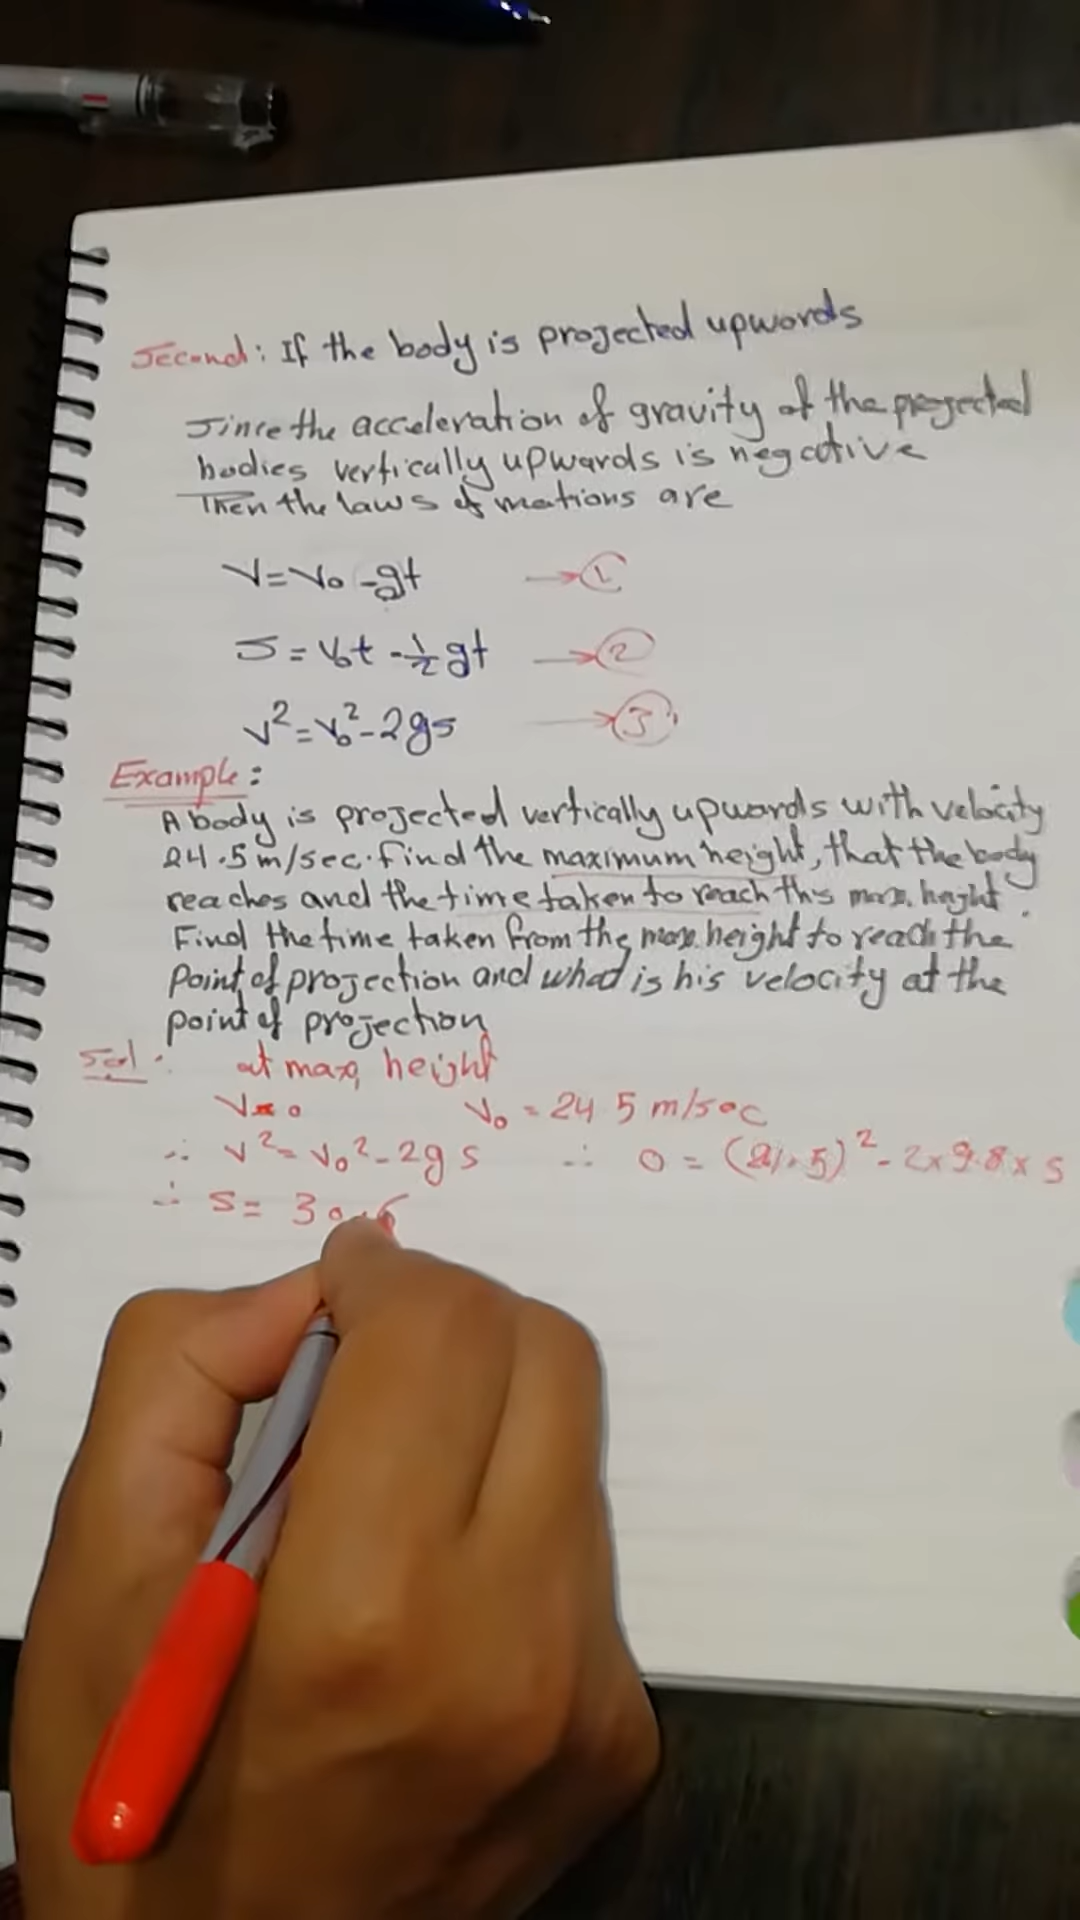 Second: If the body is projected upwords
Since the acceleration of gravity of the projected
bodies vertically upwards is negative
Then the laws of motions are
V=V₀ -gt → 1
S = V₀t - ½ gt → 2
v² = v₀² - 2gs → 3
Example:
A body is projected vertically upwards with velocity
24.5 m/sec. find the maximum height, that the body
reaches and the time taken to reach this max. hight.
Find the time taken from the max. height to reach the
point of projection and what is his velocity at the
point of projection
Sol: at max, height
V= 0 V₀ = 24.5 m/sec
∴ v² = v₀² - 2g s ∴ 0 = (24.5)² - 2×9.8× s
∴ S = 30.6